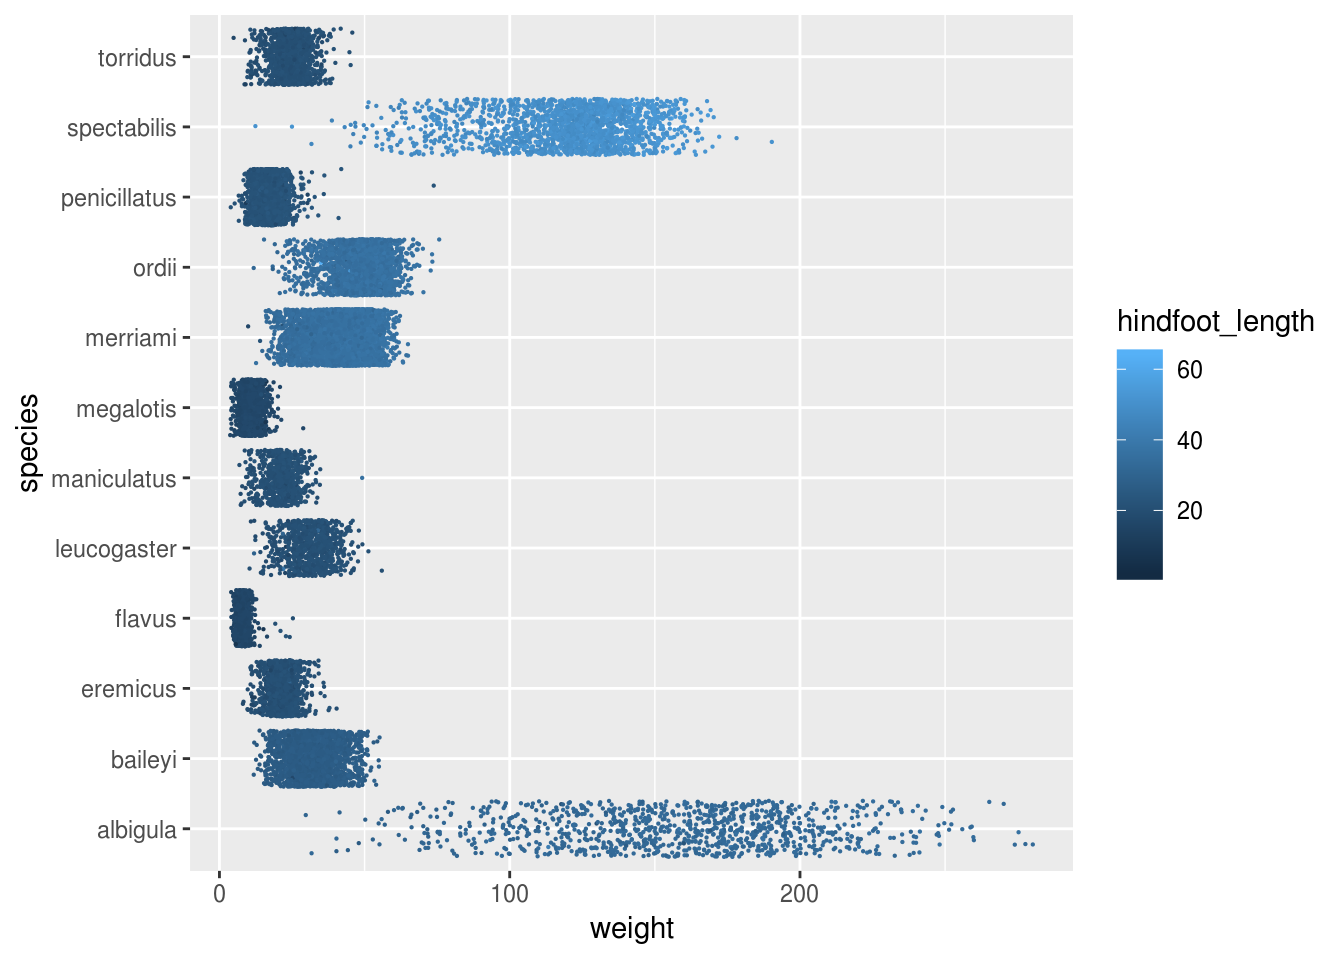 torridus
spectabilis
penicillatus
ordii
merriami
megalotis
maniculatus
leucogaster
flavus
eremicus
baileyi
albigula
species
0 100 200
weight
hindfoot_length
60
40
20